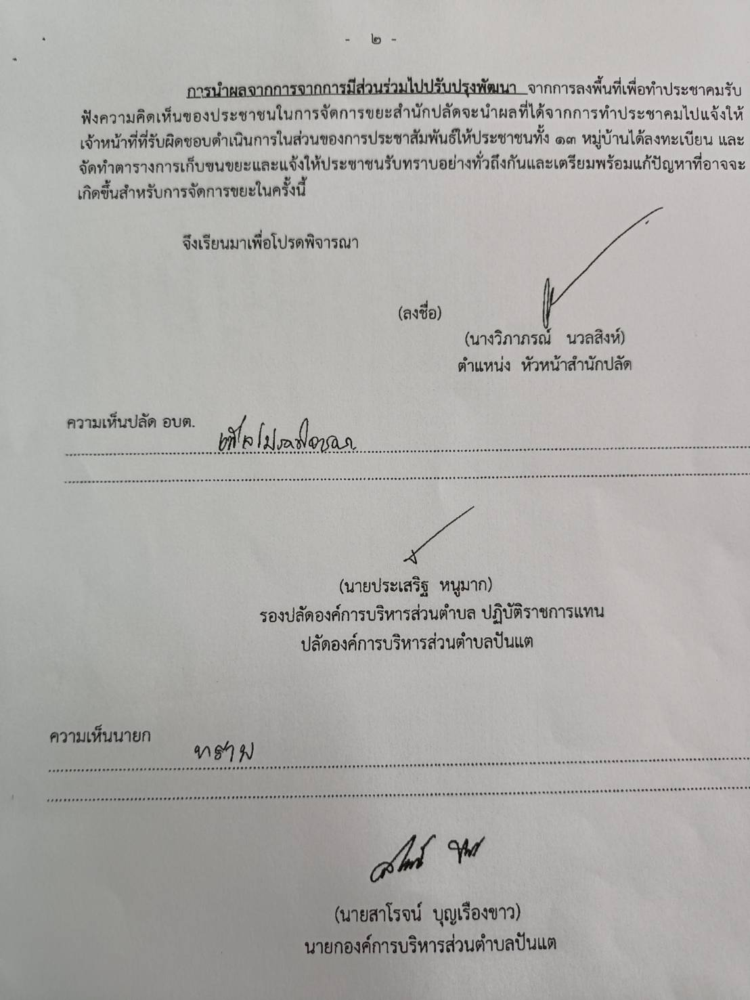 - ๒ -
การนำผลจากการจากการมีส่วนร่วมไปปรับปรุงพัฒนา จากการลงพื้นที่เพื่อทำประชาคมรับ
ฟังความคิดเห็นของประชาชนในการจัดการขยะสำนักปลัดจะนำผลที่ได้จากการทำประชาคมไปแจ้งให้
เจ้าหน้าที่ที่รับผิดชอบดำเนินการในส่วนของการประชาสัมพันธ์ให้ประชาชนทั้ง ๑๓ หมู่บ้านได้ลงทะเบียน และ
จัดทำตารางการเก็บขนขยะและแจ้งให้ประชาชนรับทราบอย่างทั่วถึงกันและเตรียมพร้อมแก้ปัญหาที่อาจจะ
เกิดขึ้นสำหรับการจัดการขยะในครั้งนี้
จึงเรียนมาเพื่อโปรดพิจารณา
(ลงชื่อ)
(นางวิภาภรณ์ นวลสิงห์)
ตำแหน่ง หัวหน้าสำนักปลัด
ความเห็นปลัด อบต.
เพื่อโปรดพิจารณา
(นายประเสริฐ หนูมาก)
รองปลัดองค์การบริหารส่วนตำบล ปฏิบัติราชการแทน
ปลัดองค์การบริหารส่วนตำบลปันแต
ความเห็นนายก
ทราบ
(นายสาโรจน์ บุญเรืองขาว)
นายกองค์การบริหารส่วนตำบลปันแต